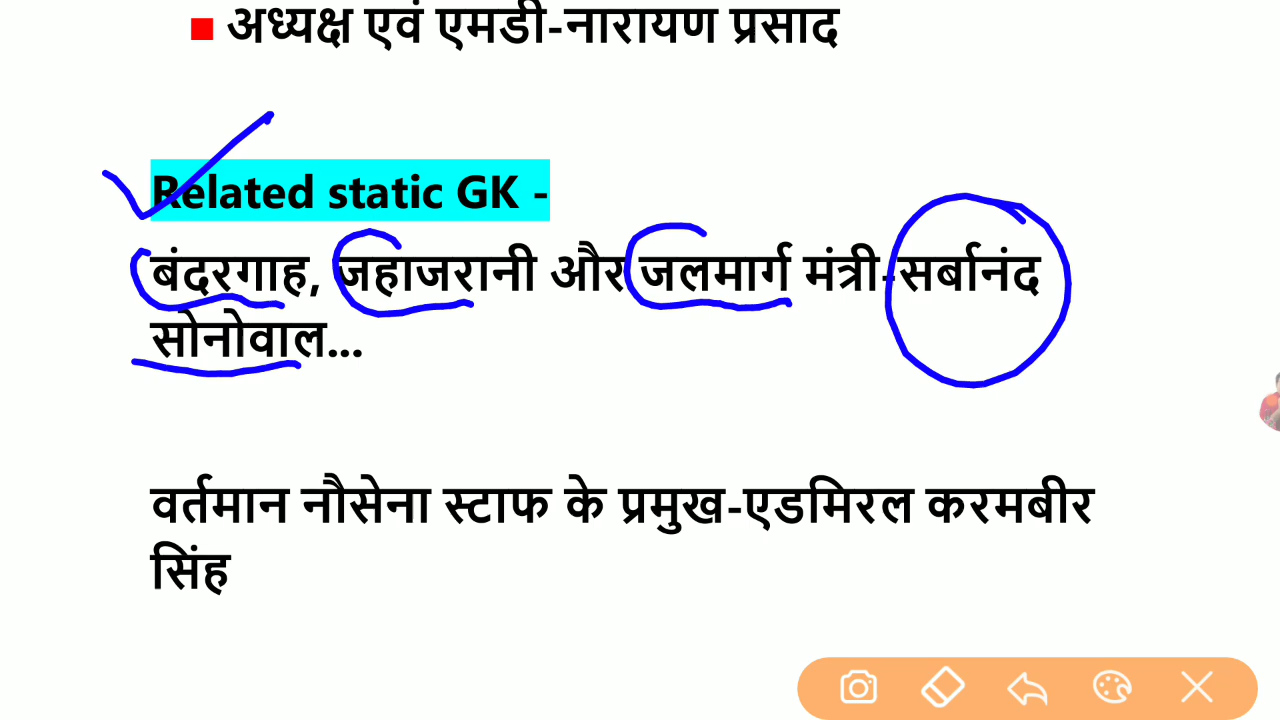 अध्यक्ष एवं एमडी-नारायण प्रसाद
Related static GK -
बंदरगाह, जहाजरानी और जलमार्ग मंत्री-सर्बानंद
सोनोवाल...
वर्तमान नौसेना स्टाफ के प्रमुख-एडमिरल करमबीर
सिंह